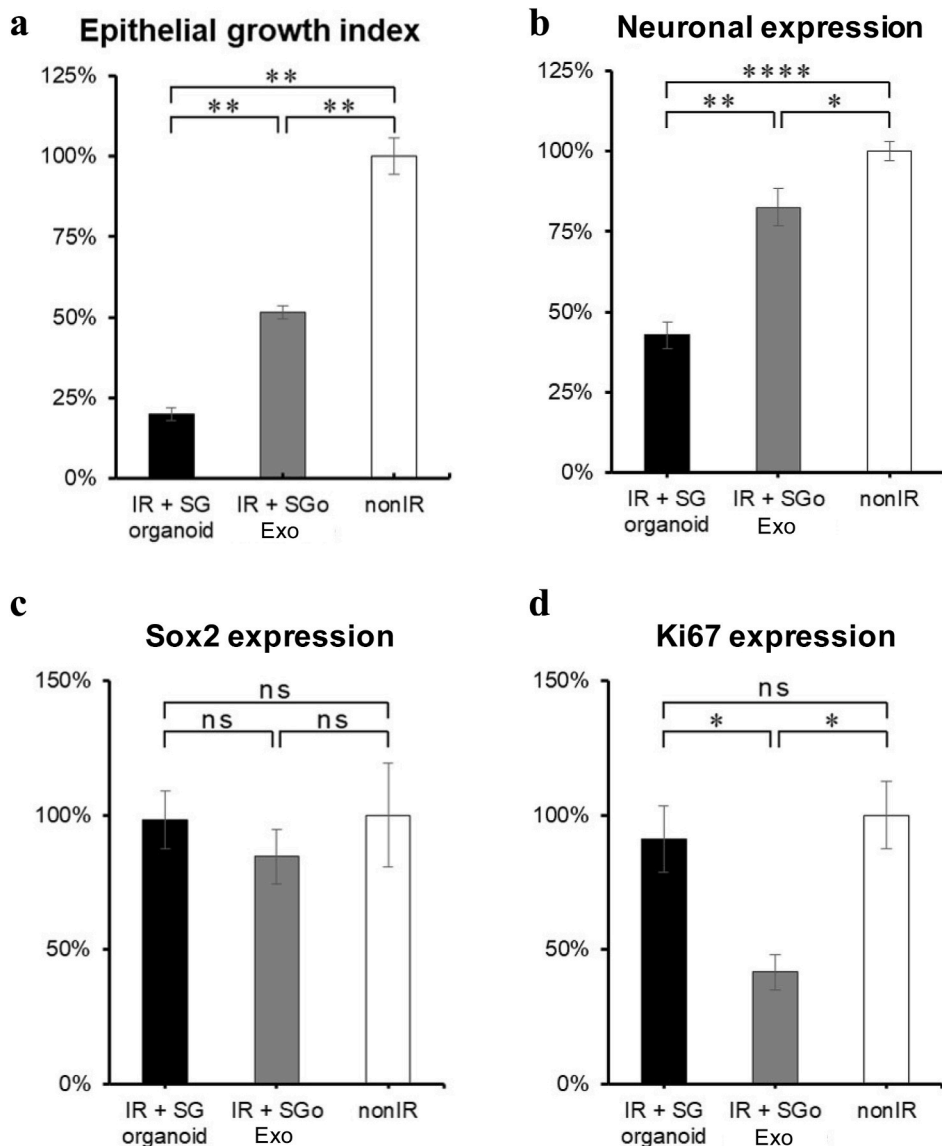 a
Epithelial growth index
125%
100%
75%
50%
25%
0%
**
**
**
IR + SG
organoid
IR + SGo
Exo
nonIR
b
Neuronal expression
125%
100%
75%
50%
25%
0%
****
**
*
IR + SG
organoid
IR + SGo
Exo
nonIR
c
Sox2 expression
150%
100%
50%
0%
ns
ns
ns
IR + SG
organoid
IR + SGo
Exo
nonIR
d
Ki67 expression
150%
100%
50%
0%
ns
*
*
IR + SG
organoid
IR + SGo
Exo
nonIR